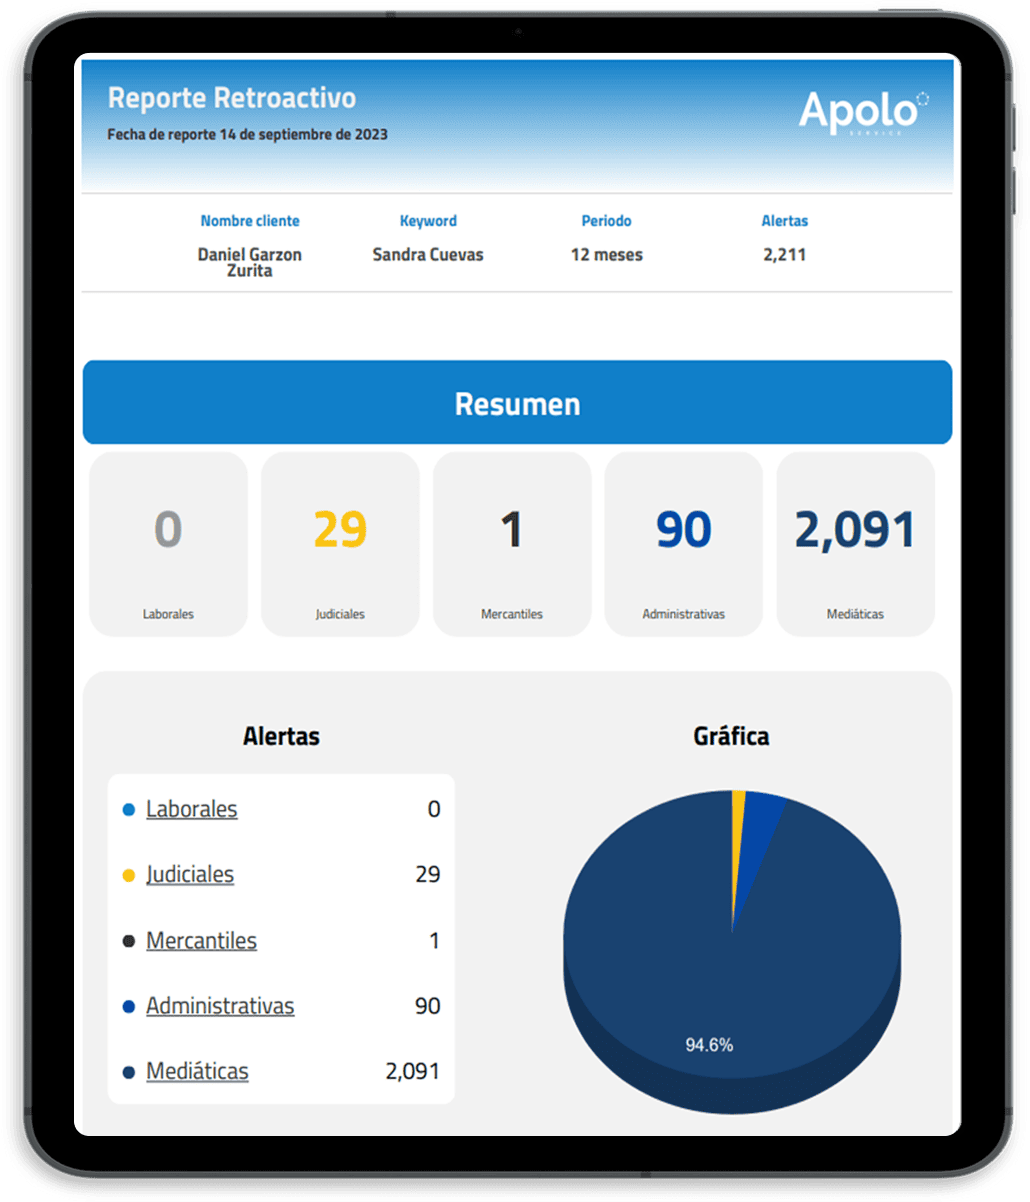 Reporte Retroactivo
Fecha de reporte 14 de septiembre de 2023
Apolo
SERVICE
Nombre cliente
Keyword
Periodo
Alertas
Daniel Garzon
Zurita
Sandra Cuevas
12 meses
2,211
Resumen
0
29
1
90
2,091
Laborales
Judiciales
Mercantiles
Administrativas
Mediáticas
Alertas
Laborales 0
Judiciales 29
Mercantiles 1
Administrativas 90
Mediáticas 2,091
Gráfica
94.6%